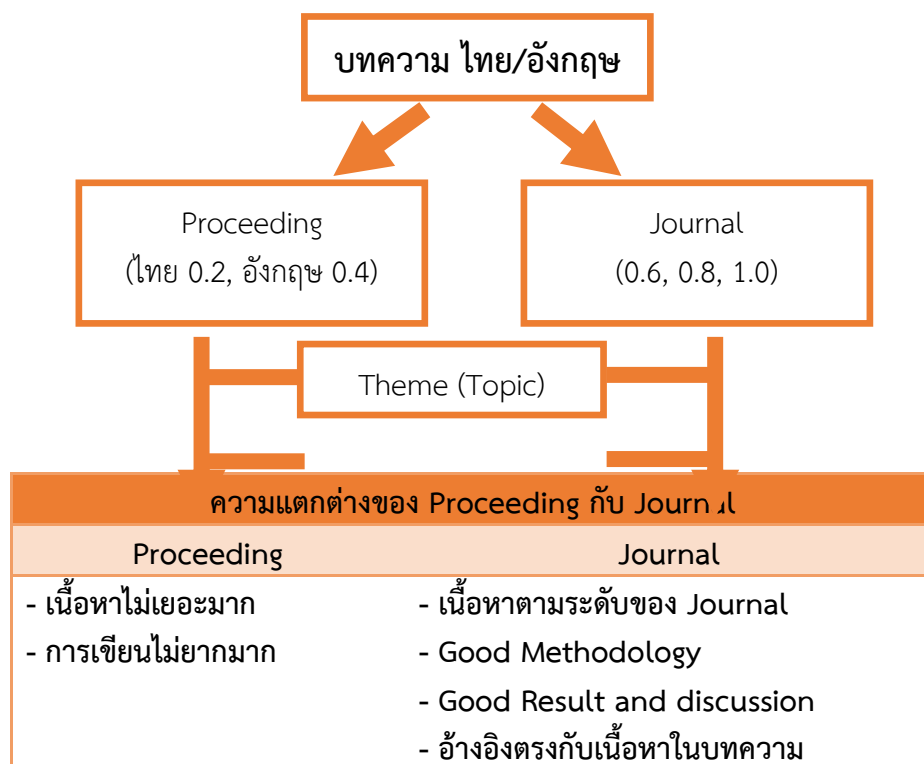 บทความ ไทย/อังกฤษ
Proceeding
(ไทย 0.2, อังกฤษ 0.4)
Journal
(0.6, 0.8, 1.0)
Theme (Topic)
ความแตกต่างของ Proceeding กับ Journal
Proceeding
Journal
- เนื้อหาไม่เยอะมาก
- การเขียนไม่ยากมาก
- เนื้อหาตามระดับของ Journal
- Good Methodology
- Good Result and discussion
- อ้างอิงตรงกับเนื้อหาในบทความ